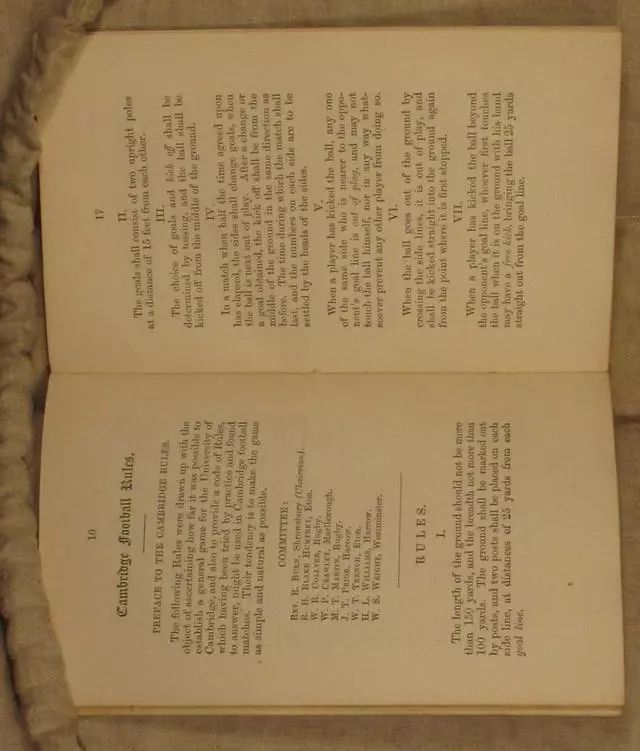 16
Cambridge Football Rules.
PREFACE TO THE CAMBRIDGE RULES.
The following Rules were drawn up with the
object of ascertaining how far it was possible to
establish a general game for the University of
Cambridge, and also to provide a code of Rules,
which having been tried by practice and found
to answer, might be used in Cambridge football
matches. Their tendency is to make the game
as simple and natural as possible.
COMMITTEE:
REV. R. BURN, Shrewsbury (Chairman).
R. H. BLAKE HUMFREY, Eton.
W. R. COLLYER, Rugby.
W. P. CRAWLEY, Marlborough.
M. T. MARTIN, Rugby.
J. T. PRIOR, Harrow.
W. T. TRENCH, Eton.
H. L. WILLIAMS, Harrow.
W. S. WRIGHT, Westminster.
RULES.
I.
The length of the ground should not be more
than 150 yards, and the breadth not more than
100 yards. The ground shall be marked out
by posts, and two posts shall be placed on each
side line, at distances of 25 yards from each
goal line.
17
II.
The goals shall consist of two upright poles
at a distance of 15 feet from each other.
III.
The choice of goals and kick off shall be
determined by tossing, and the ball shall be
kicked off from the middle of the ground.
IV.
In a match when half the time agreed upon
has elapsed, the sides shall change goals, when
the ball is next out of play. After a change or
a goal obtained, the kick off shall be from the
middle of the ground in the same direction as
before. The time during which the match shall
last, and the numbers on each side are to be
settled by the heads of the sides.
V.
When a player has kicked the ball, any one
of the same side who is nearer to the oppo-
nent's goal line is out of play, and may not
touch the ball himself, nor in any way what-
soever prevent any other player from doing so.
VI.
When the ball goes out of the ground by
crossing the side lines, it is out of play, and
shall be kicked straight into the ground again
from the point where it is first stopped.
VII.
When a player has kicked the ball beyond
the opponent's goal line, whoever first touches
the ball when it is on the ground with his hand
may have a free kick, bringing the ball 25 yards
straight out from the goal line.